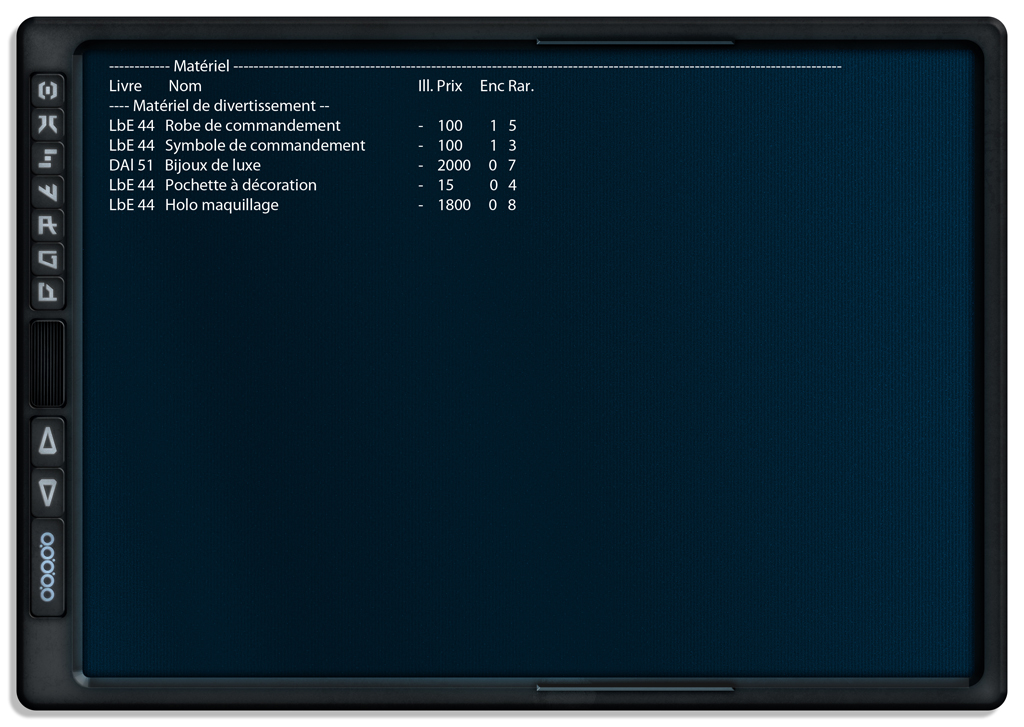 ------------ Matériel ------------------------------------------------------------------------------------------------------------------------
Livre Nom Ill. Prix Enc Rar.
---- Matériel de divertissement --
LbE 44 Robe de commandement - 100 1 5
LbE 44 Symbole de commandement - 100 1 3
DAI 51 Bijoux de luxe - 2000 0 7
LbE 44 Pochette à décoration - 15 0 4
LbE 44 Holo maquillage - 1800 0 8